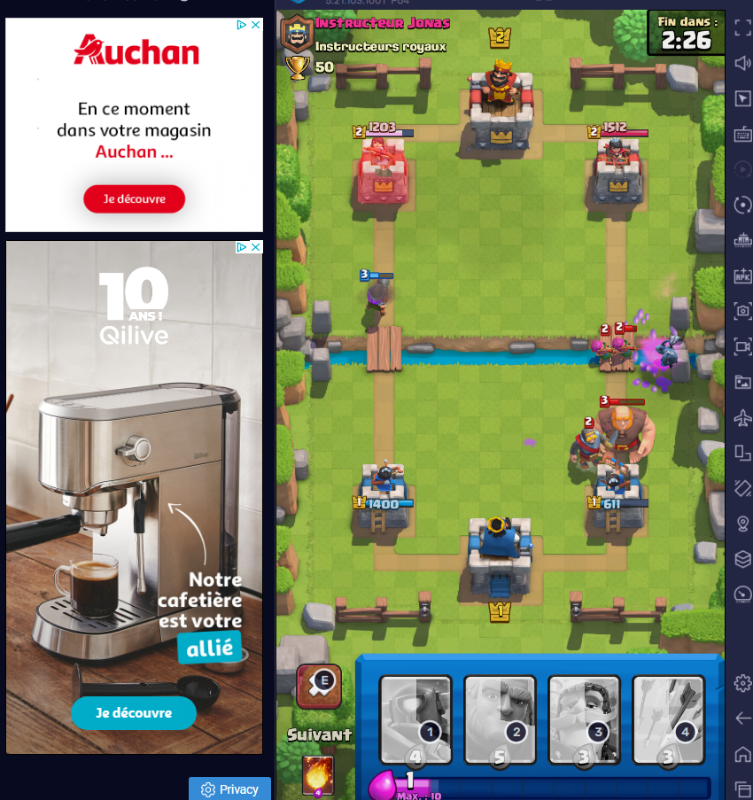 Auchan
En ce moment
dans votre magasin
Auchan ...
Je découvre
10
ANS !
Qilive
Notre
cafetière
est votre
allié
Je découvre
Privacy
Instructeur Jonas
Instructeurs royaux
50
Fin dans :
2:26
2
2 1203
2 1512
3
2 2
3
2
1 1400
1 611
1
E
Suivant
4
1 2 3 4
4 5 3 3
1
Max. : 10